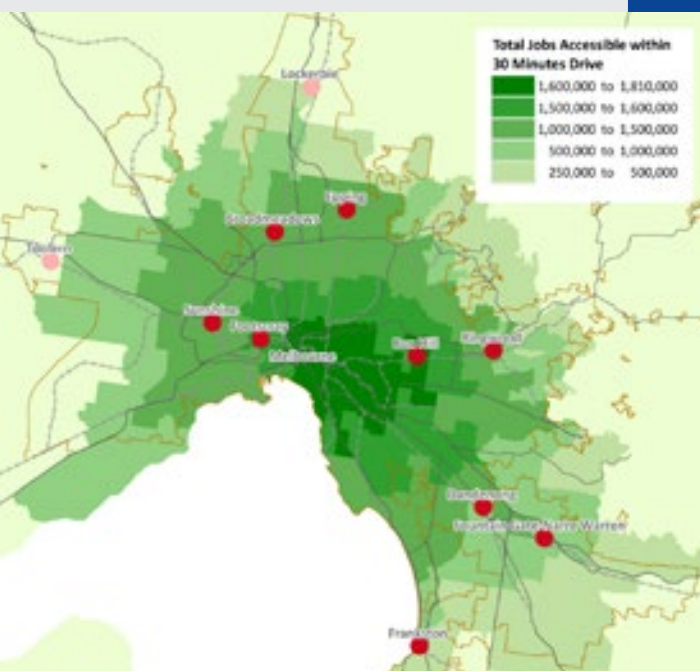 Total Jobs Accessible within
30 Minutes Drive
1,600,000 to 1,810,000
1,500,000 to 1,600,000
1,000,000 to 1,500,000
500,000 to 1,000,000
250,000 to 500,000
Lockerbie
Epping
Broadmeadows
Toolern
Sunshine
Footscray
Melbourne
Box Hill
Ringwood
Dandenong
Fountain Gate-Narre Warren
Frankston